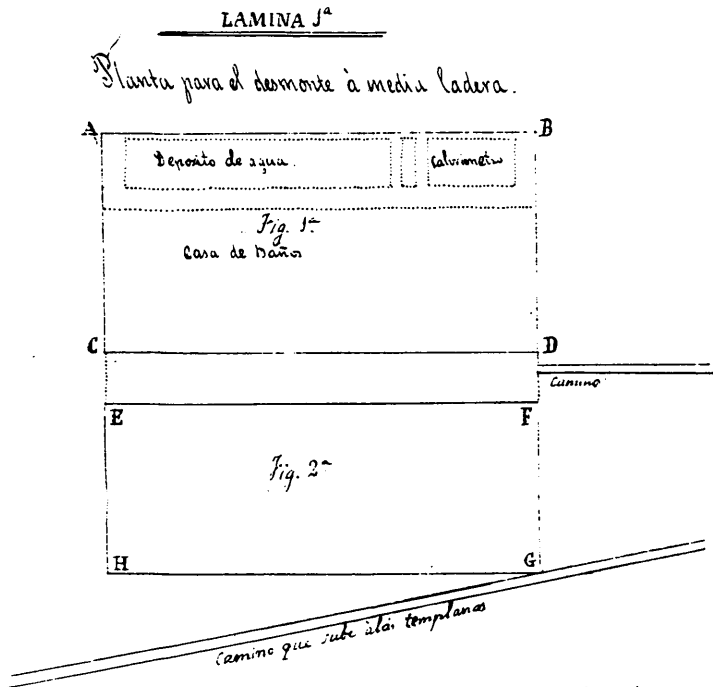 LAMINA 1ª
Planta para el desmonte à media ladera.
A B
Deposito de agua. Calorimetro
Fig. 1ª
Casa de Baños
C D
Camino
E F
Fig. 2ª
H G
Camino que sube à las templanas